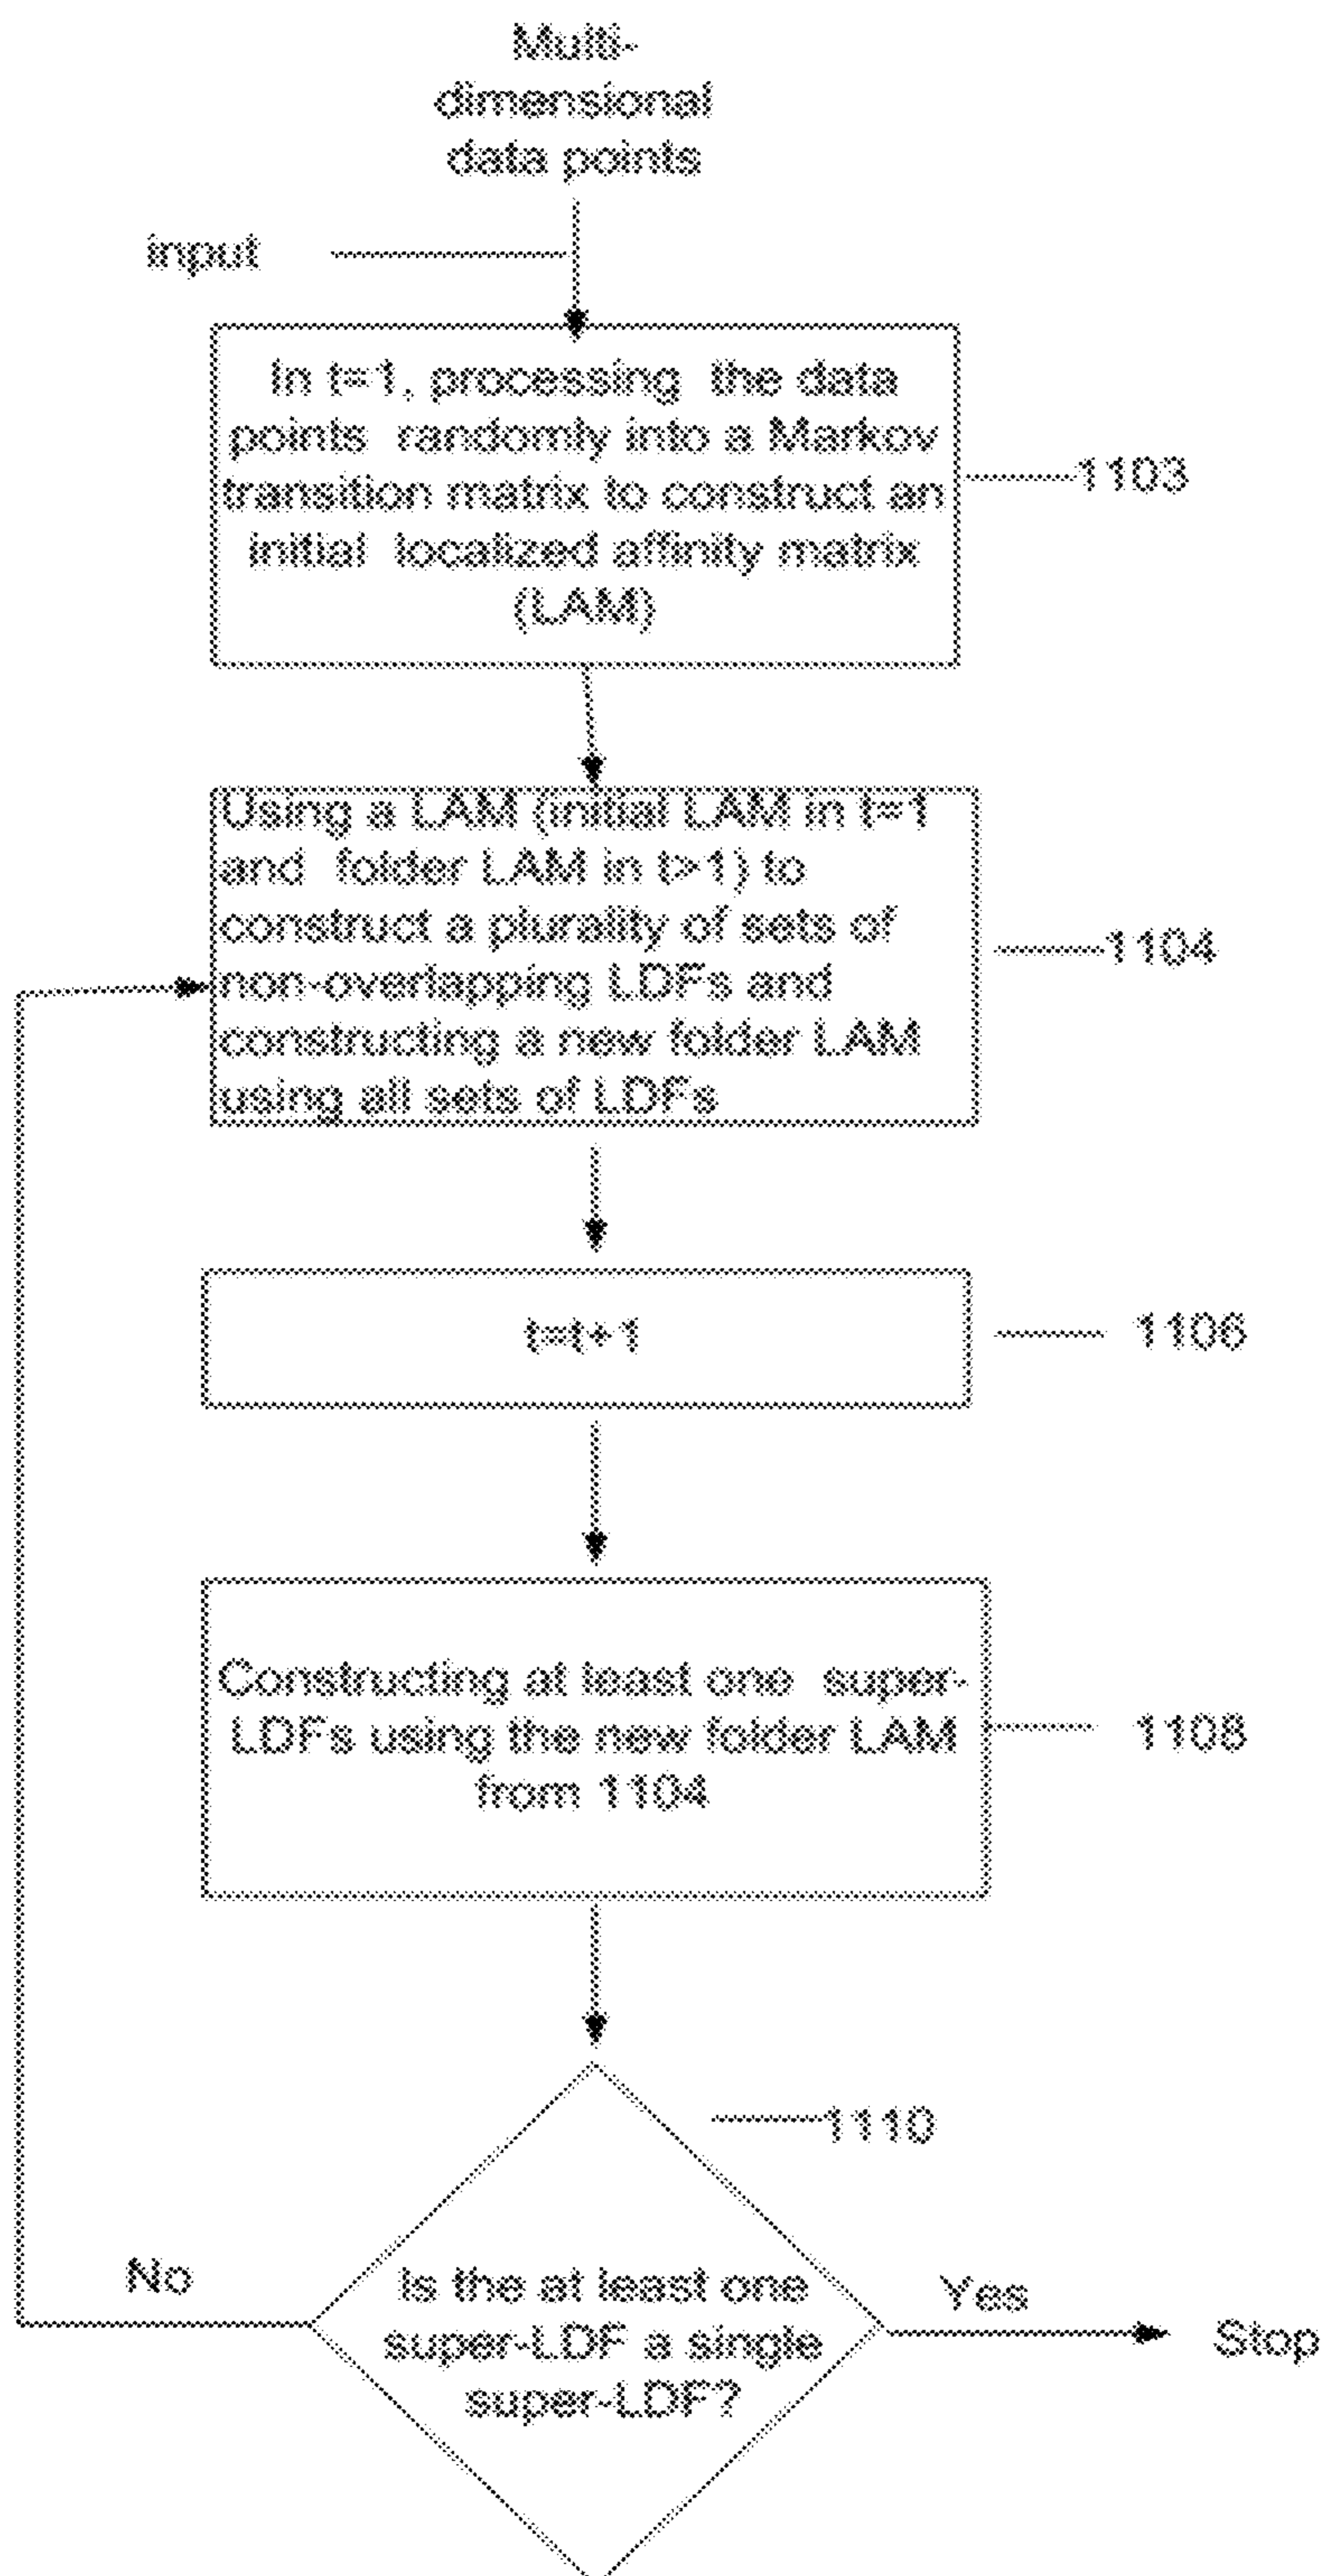 Multi-
dimensional
data points
input
In t=1, processing the data
points randomly into a Markov
transition matrix to construct an
initial localized affinity matrix
(LAM)
1103
Using a LAM (initial LAM in t=1
and folder LAM in t>1) to
construct a plurality of sets of
non-overlapping LDFs and
constructing a new folder LAM
using all sets of LDFs
1104
t=t+1
1106
Constructing at least one super-
LDFs using the new folder LAM
from 1104
1108
1110
Is the at least one
super-LDF a single
super-LDF?
No
Yes
Stop